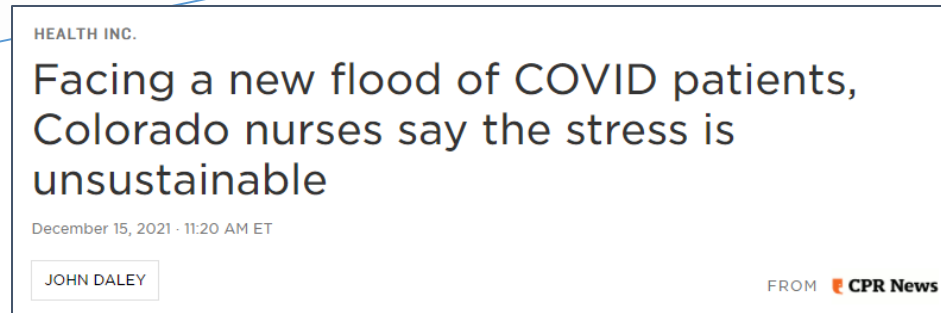 HEALTH INC.
Facing a new flood of COVID patients,
Colorado nurses say the stress is
unsustainable
December 15, 2021 · 11:20 AM ET
JOHN DALEY
FROM CPR News